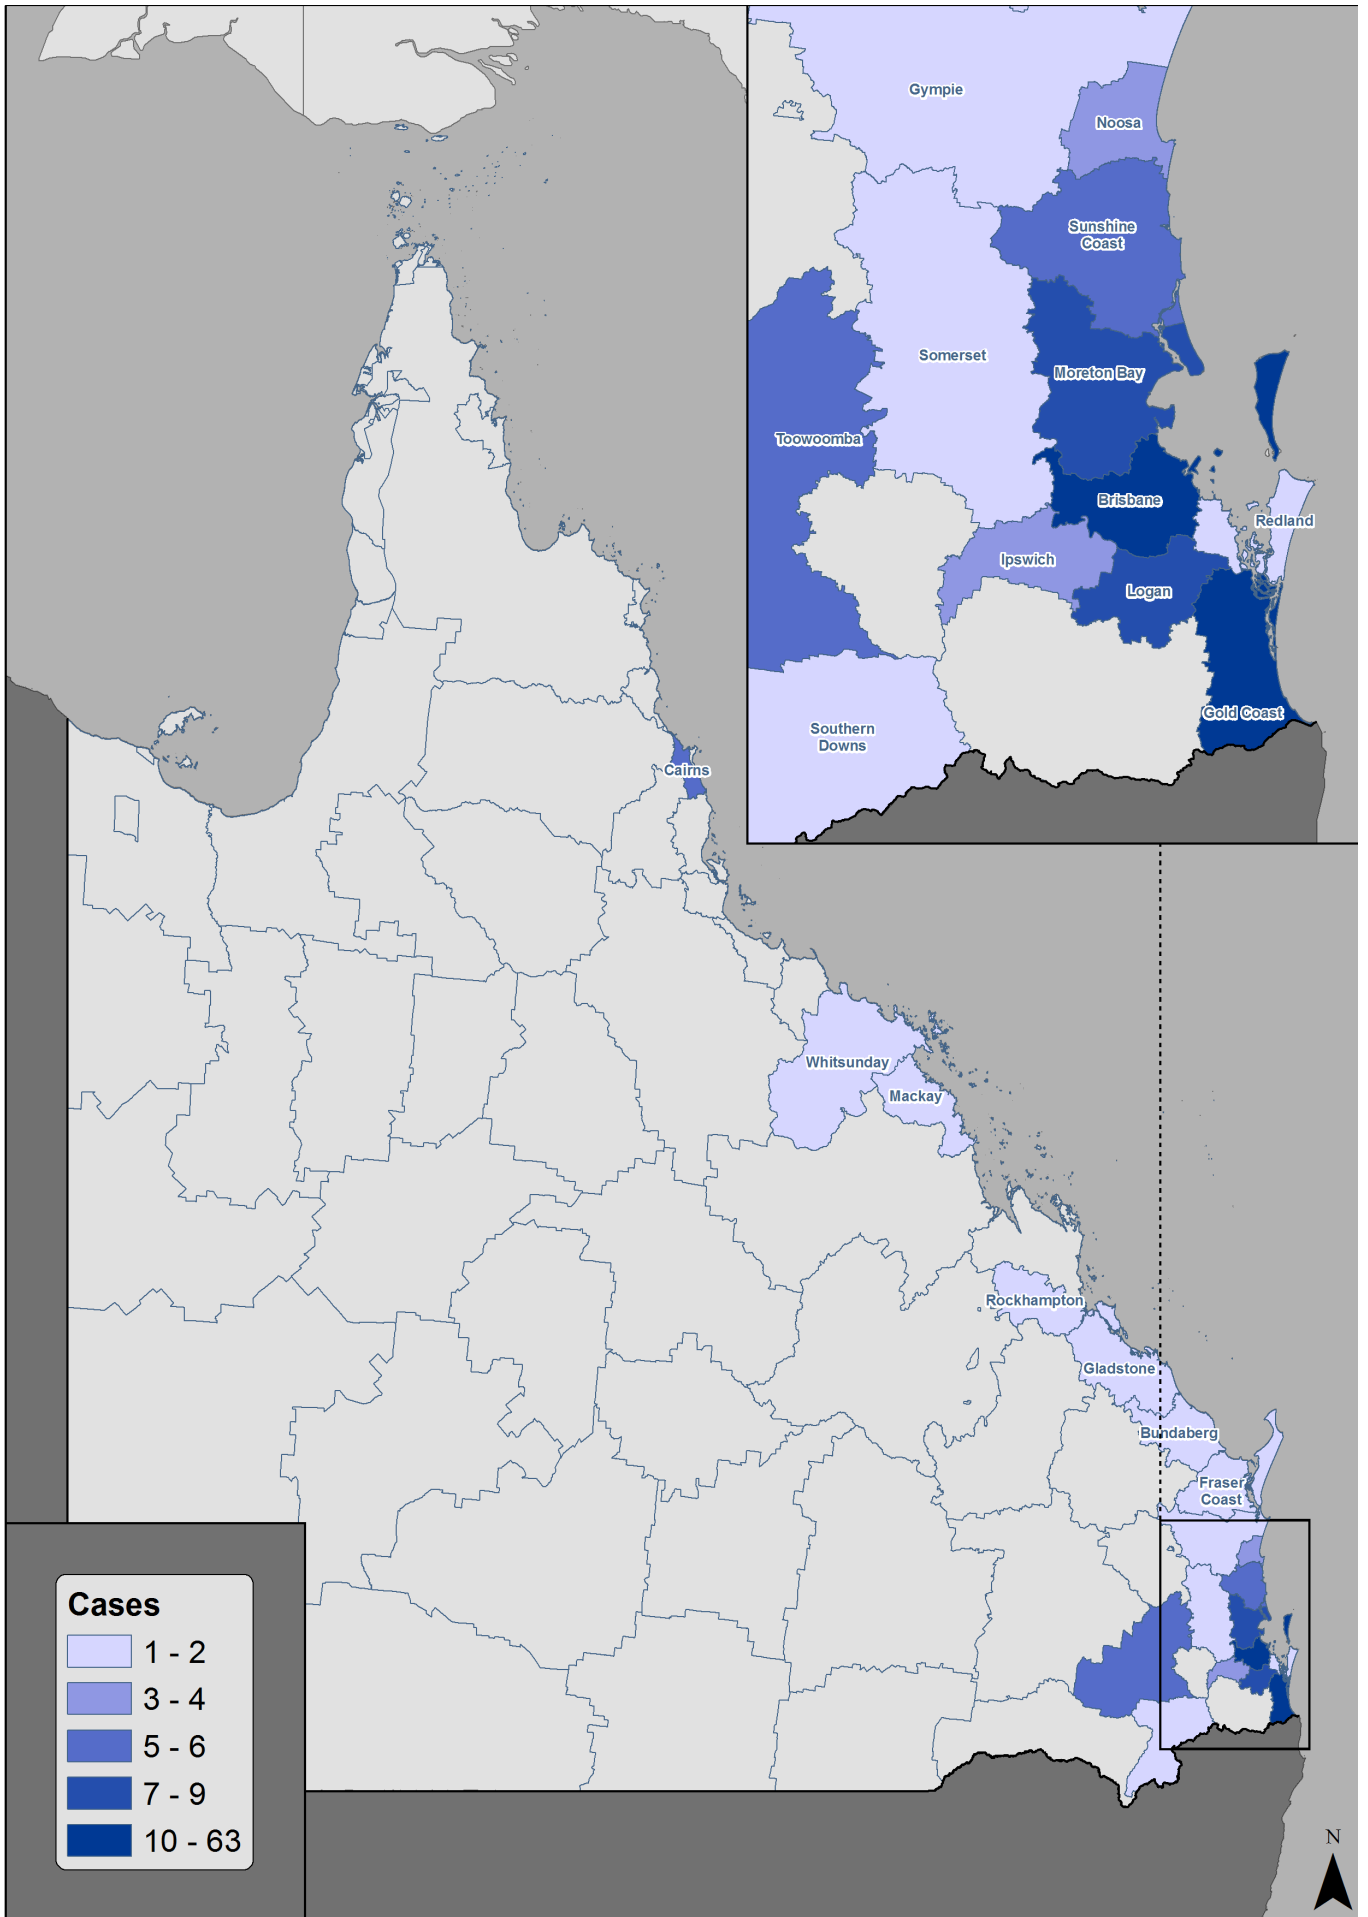 Gympie
Noosa
Sunshine
Coast
Somerset
Moreton Bay
Toowoomba
Brisbane
Redland
Ipswich
Logan
Gold Coast
Southern
Downs
Cairns
Whitsunday
Mackay
Rockhampton
Gladstone
Bundaberg
Fraser
Coast
Cases
1 - 2
3 - 4
5 - 6
7 - 9
10 - 63
N